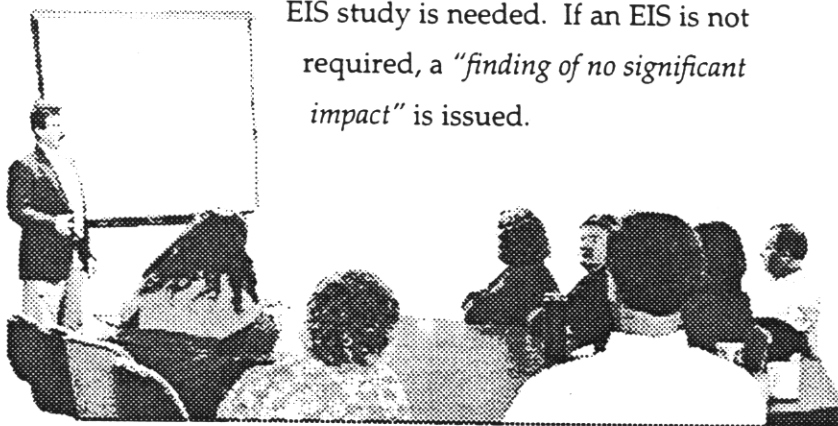 EIS study is needed. If an EIS is not
required, a "finding of no significant
impact" is issued.